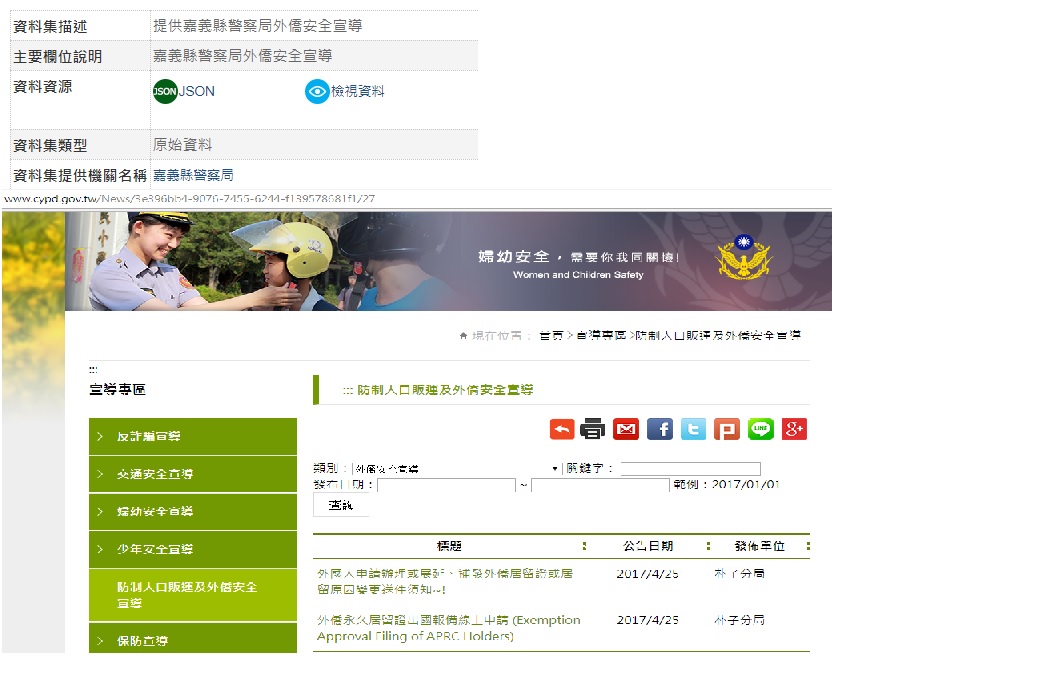 資料集描述 提供嘉義縣警察局外僑安全宣導
主要欄位說明 嘉義縣警察局外僑安全宣導
資料資源 JSON JSON 檢視資料
資料集類型 原始資料
資料集提供機關名稱 嘉義縣警察局
www.cypd.gov.tw/News/3e396bb4-9076-7455-6244-f139578681f1/27
婦幼安全，需要你我同關懷!
Women and Children Safety
現在位置： 首頁 > 宣導專區 >防制人口販運及外僑安全宣導
:::
宣導專區
::: 防制人口販運及外僑安全宣導
> 反詐騙宣導
> 交通安全宣導
> 婦幼安全宣導
> 少年安全宣導
防制人口販運及外僑安全
宣導
> 保防宣導
LINE
類別： 外僑安全宣導 關鍵字：
發布日期： ~ 範例：2017/01/01
查詢
標題 公告日期 發佈單位
外國人申請辦理或展延、補發外僑居留證或居 2017/4/25 朴子分局
留原因變更送件須知~!
外僑永久居留證出國報備線上申請 (Exemption 2017/4/25 朴子分局
Approval Filing of APRC Holders)